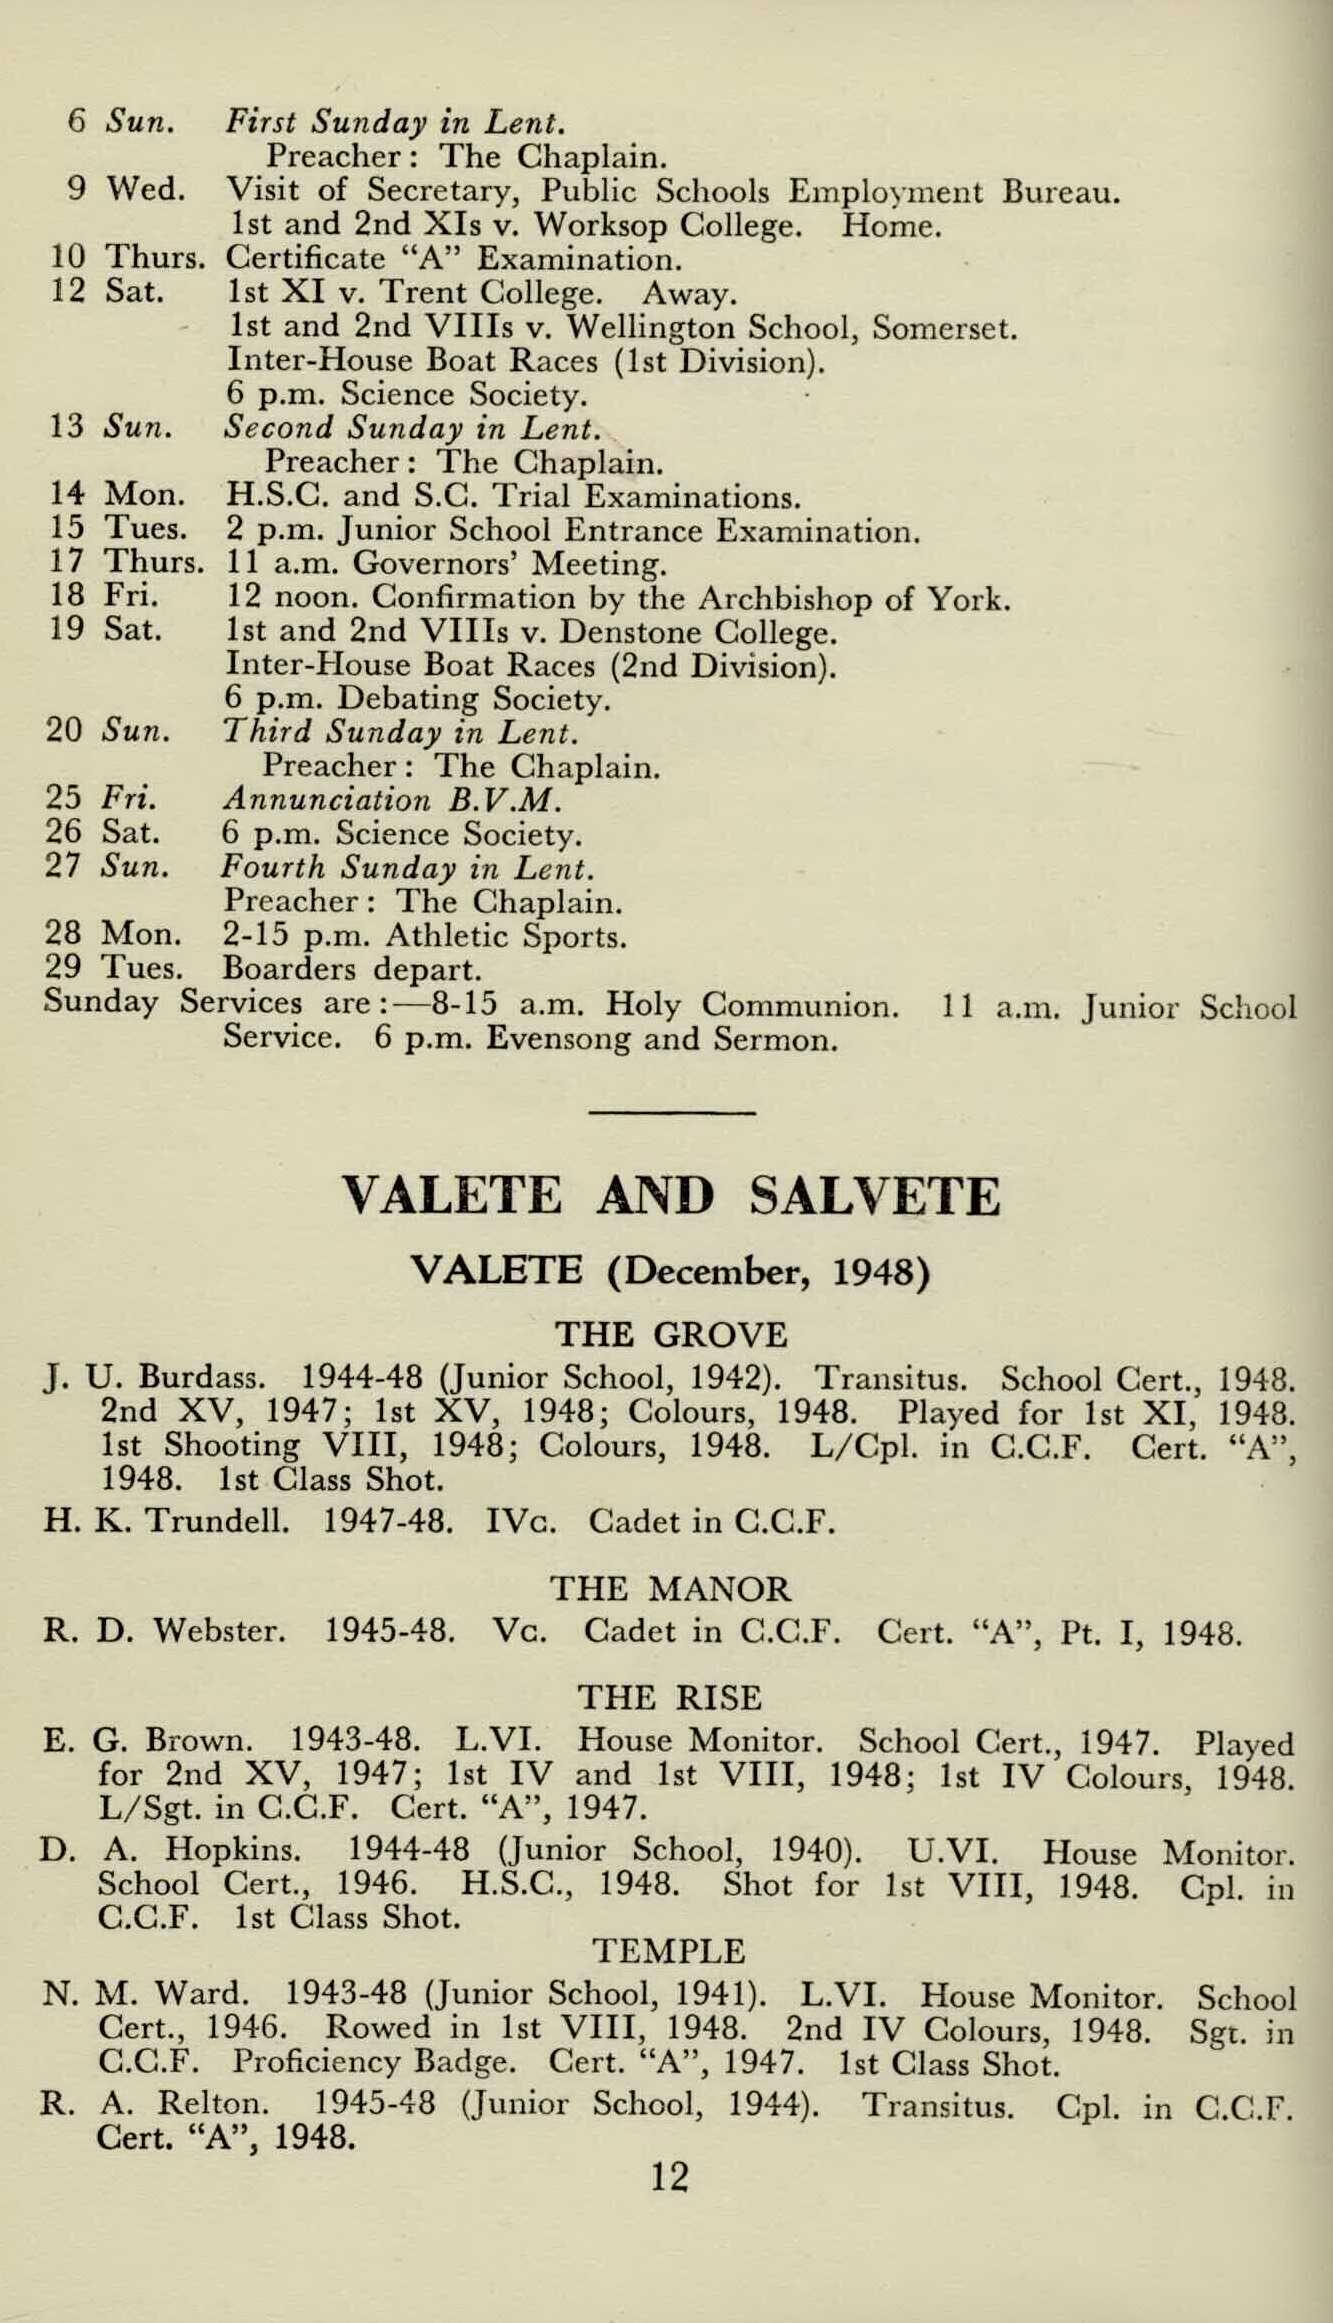 6 Sun. First Sunday in Lent.
Preacher: The Chaplain.
9 Wed. Visit of Secretary, Public Schools Employment Bureau.
1st and 2nd XIs v. Worksop College. Home.
10 Thurs. Certificate “A” Examination.
12 Sat. 1st XI v. Trent College. Away.
1st and 2nd VIIIs v. Wellington School, Somerset.
Inter-House Boat Races (1st Division).
6 p.m. Science Society.
13 Sun. Second Sunday in Lent.
Preacher: The Chaplain.
14 Mon. H.S.C. and S.C. Trial Examinations.
15 Tues. 2 p.m. Junior School Entrance Examination.
17 Thurs. 11 a.m. Governors’ Meeting.
18 Fri. 12 noon. Confirmation by the Archbishop of York.
19 Sat. 1st and 2nd VIIIs v. Denstone College.
Inter-House Boat Races (2nd Division).
6 p.m. Debating Society.
20 Sun. Third Sunday in Lent.
Preacher: The Chaplain.
25 Fri. Annunciation B.V.M.
26 Sat. 6 p.m. Science Society.
27 Sun. Fourth Sunday in Lent.
Preacher: The Chaplain.
28 Mon. 2-15 p.m. Athletic Sports.
29 Tues. Boarders depart.
Sunday Services are:—8-15 a.m. Holy Communion. 11 a.m. Junior School
Service. 6 p.m. Evensong and Sermon.
VALETE AND SALVETE
VALETE (December, 1948)
THE GROVE
J. U. Burdass. 1944-48 (Junior School, 1942). Transitus. School Cert., 1948.
2nd XV, 1947; 1st XV, 1948; Colours, 1948. Played for 1st XI, 1948.
1st Shooting VIII, 1948; Colours, 1948. L/Cpl. in C.C.F. Cert. “A”,
1948. 1st Class Shot.
H. K. Trundell. 1947-48. IVC. Cadet in C.C.F.
THE MANOR
R. D. Webster. 1945-48. VC. Cadet in C.C.F. Cert. “A”, Pt. I, 1948.
THE RISE
E. G. Brown. 1943-48. L.VI. House Monitor. School Cert., 1947. Played
for 2nd XV, 1947; 1st IV and 1st VIII, 1948; 1st IV Colours, 1948.
L/Sgt. in C.C.F. Cert. “A”, 1947.
D. A. Hopkins. 1944-48 (Junior School, 1940). U.VI. House Monitor.
School Cert., 1946. H.S.C., 1948. Shot for 1st VIII, 1948. Cpl. in
C.C.F. 1st Class Shot.
TEMPLE
N. M. Ward. 1943-48 (Junior School, 1941). L.VI. House Monitor. School
Cert., 1946. Rowed in 1st VIII, 1948. 2nd IV Colours, 1948. Sgt. in
C.C.F. Proficiency Badge. Cert. “A”, 1947. 1st Class Shot.
R. A. Relton. 1945-48 (Junior School, 1944). Transitus. Cpl. in C.C.F.
Cert. “A”, 1948.
12